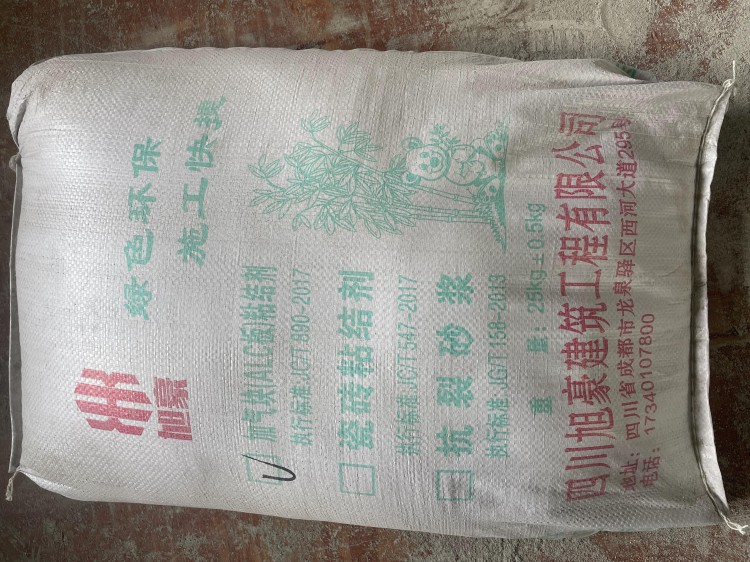 旭豪
绿色环保
施工快捷
加气块(ALC)板粘结剂
执行标准:JC/T 890-2017
瓷砖粘结剂
执行标准:JC/T 547-2017
抗裂砂浆
执行标准:JG/T 158-2013
重 量: 25kg±0.5kg
四川旭豪建筑工程有限公司
地址: 四川省成都市龙泉驿区西河大道295号
电话: 17340107800